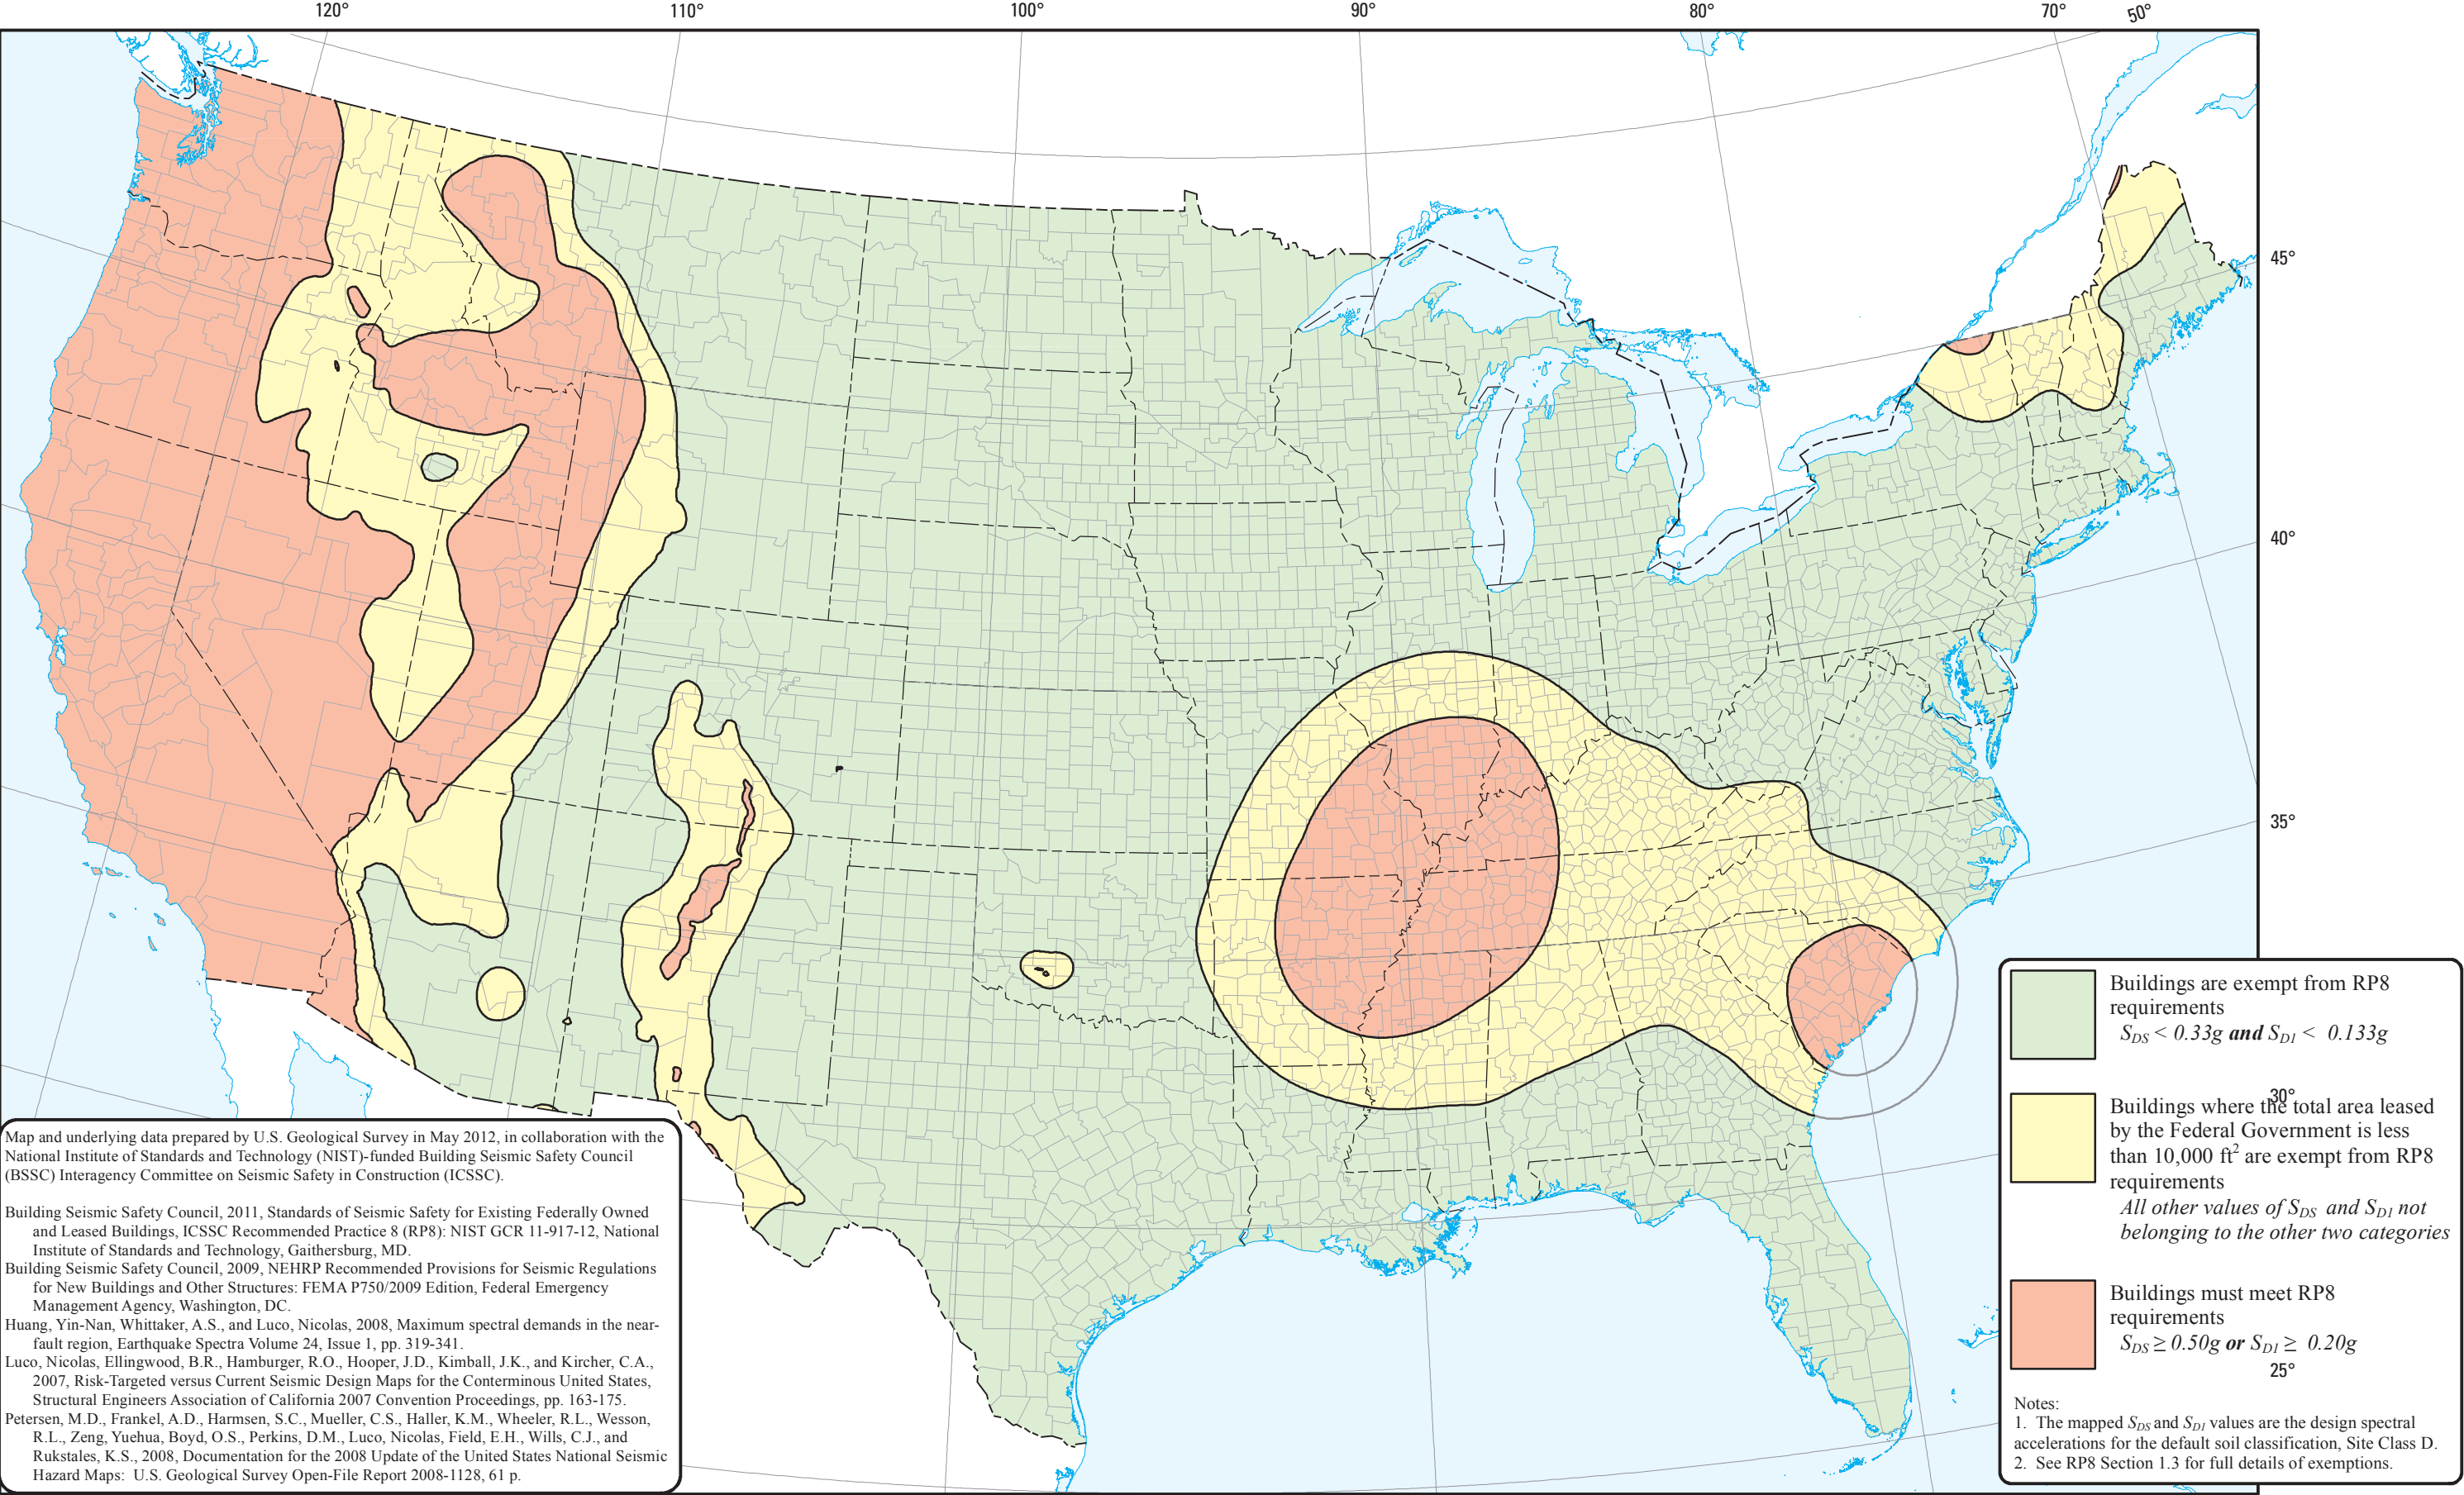 120°
110°
100°
90°
80°
70°
50°
45°
40°
35°
30°
25°
Map and underlying data prepared by U.S. Geological Survey in May 2012, in collaboration with the
National Institute of Standards and Technology (NIST)-funded Building Seismic Safety Council
(BSSC) Interagency Committee on Seismic Safety in Construction (ICSSC).
Building Seismic Safety Council, 2011, Standards of Seismic Safety for Existing Federally Owned
and Leased Buildings, ICSSC Recommended Practice 8 (RP8): NIST GCR 11-917-12, National
Institute of Standards and Technology, Gaithersburg, MD.
Building Seismic Safety Council, 2009, NEHRP Recommended Provisions for Seismic Regulations
for New Buildings and Other Structures: FEMA P750/2009 Edition, Federal Emergency
Management Agency, Washington, DC.
Huang, Yin-Nan, Whittaker, A.S., and Luco, Nicolas, 2008, Maximum spectral demands in the near-
fault region, Earthquake Spectra Volume 24, Issue 1, pp. 319-341.
Luco, Nicolas, Ellingwood, B.R., Hamburger, R.O., Hooper, J.D., Kimball, J.K., and Kircher, C.A.,
2007, Risk-Targeted versus Current Seismic Design Maps for the Conterminous United States,
Structural Engineers Association of California 2007 Convention Proceedings, pp. 163-175.
Petersen, M.D., Frankel, A.D., Harmsen, S.C., Mueller, C.S., Haller, K.M., Wheeler, R.L., Wesson,
R.L., Zeng, Yuehua, Boyd, O.S., Perkins, D.M., Luco, Nicolas, Field, E.H., Wills, C.J., and
Rukstales, K.S., 2008, Documentation for the 2008 Update of the United States National Seismic
Hazard Maps: U.S. Geological Survey Open-File Report 2008-1128, 61 p.
Buildings are exempt from RP8
requirements
S_DS < 0.33g and S_D1 < 0.133g
Buildings where the total area leased
by the Federal Government is less
than 10,000 ft² are exempt from RP8
requirements
All other values of S_DS and S_D1 not
belonging to the other two categories
Buildings must meet RP8
requirements
S_DS ≥ 0.50g or S_D1 ≥ 0.20g
Notes:
1. The mapped S_DS and S_D1 values are the design spectral
accelerations for the default soil classification, Site Class D.
2. See RP8 Section 1.3 for full details of exemptions.